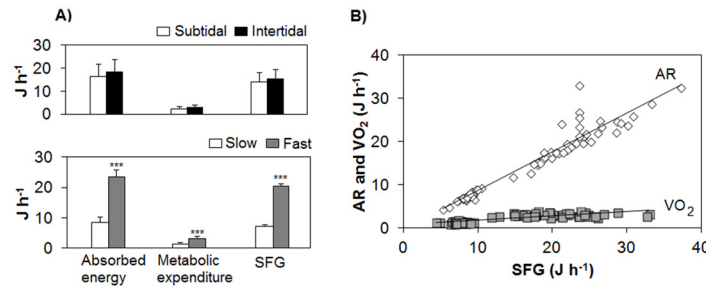 A)
Subtidal Intertidal
J h-1
30
20
10
0
Slow Fast
J h-1
30
20
10
0
***
***
***
Absorbed energy
Metabolic expenditure
SFG
B)
AR and VO2 (J h-1)
40
30
20
10
0
AR
VO2
0 10 20 30 40
SFG (J h-1)